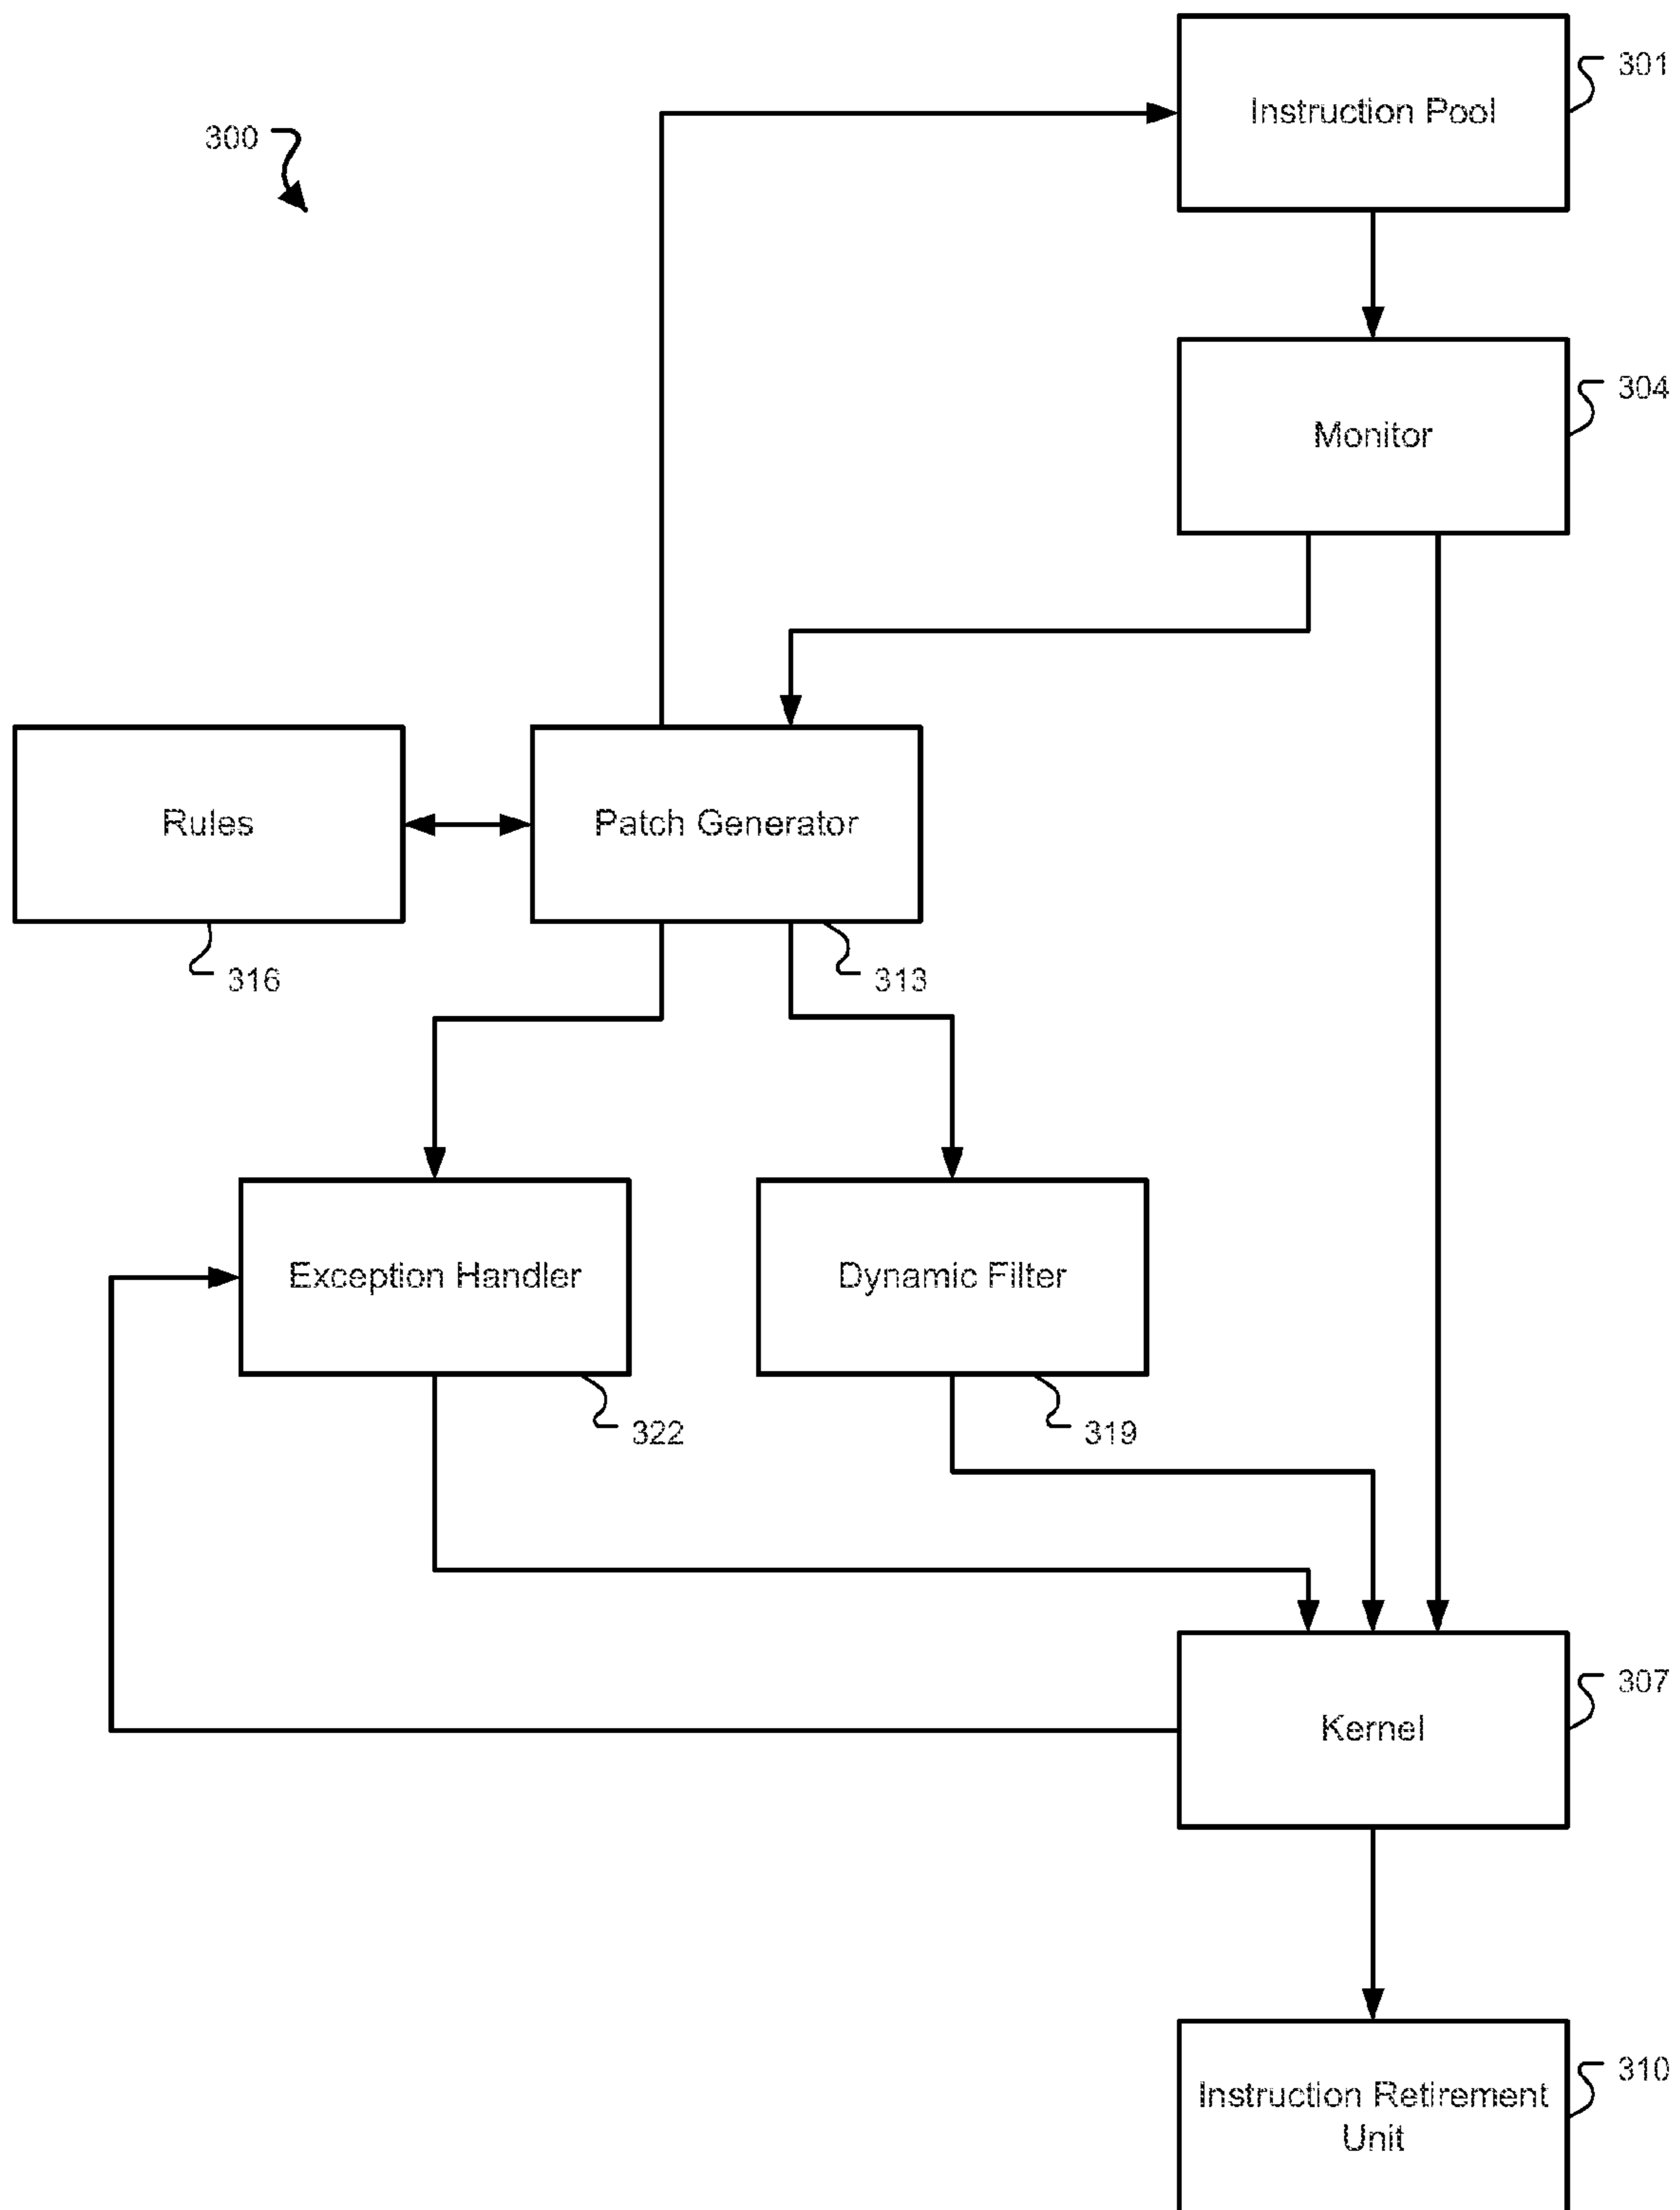 301
Instruction Pool
300
304
Monitor
Rules
Patch Generator
316
313
Exception Handler
Dynamic Filter
322
319
307
Kernel
310
Instruction Retirement
Unit